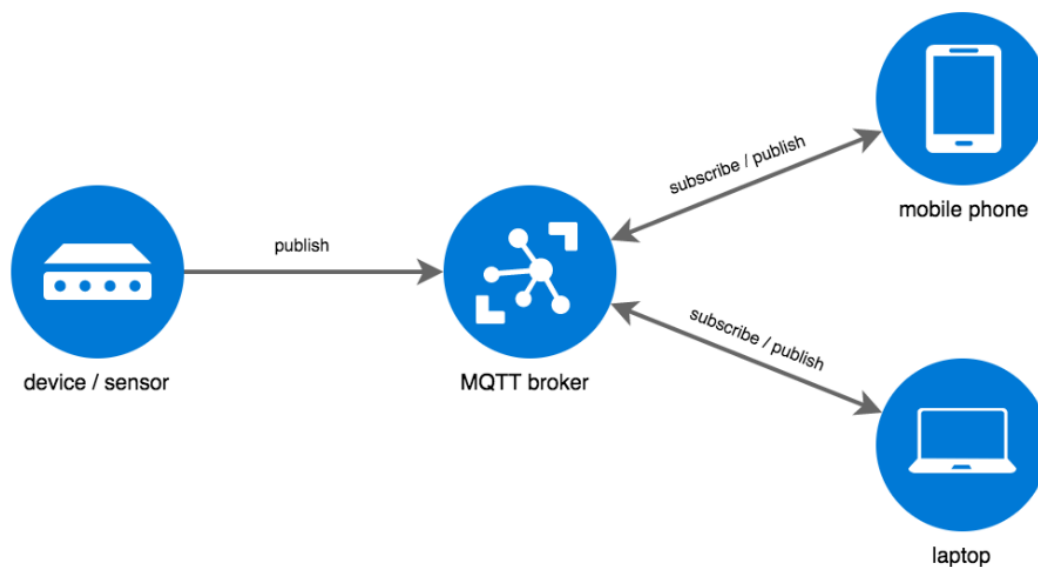 subscribe / publish
mobile phone
publish
device / sensor
MQTT broker
subscribe / publish
laptop